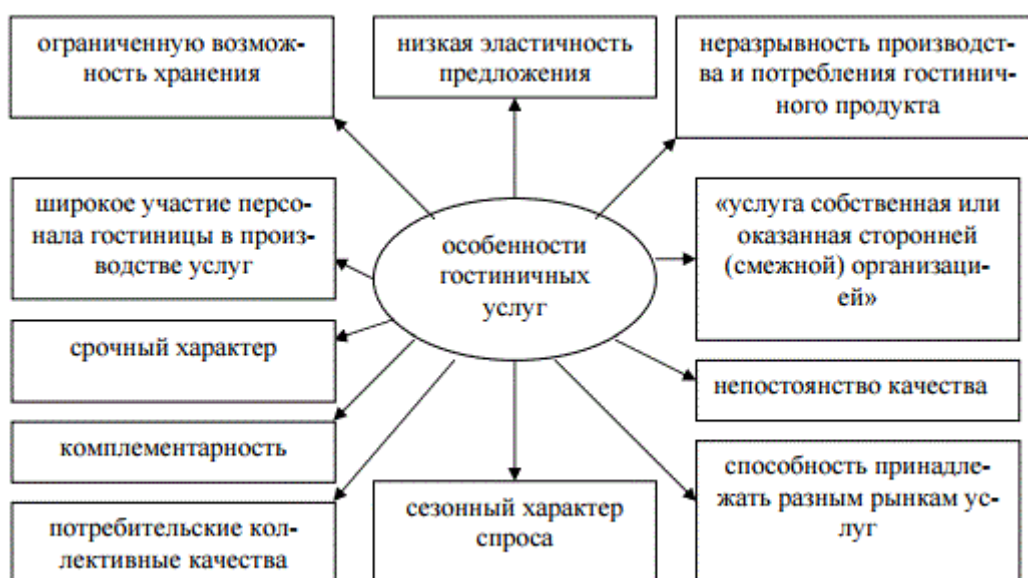 ограниченную возмож-
ность хранения
низкая эластичность
предложения
неразрывность производст-
ва и потребления гостинич-
ного продукта
широкое участие персо-
нала гостиницы в произ-
водстве услуг
особенности
гостиничных
услуг
«услуга собственная или
оказанная сторонней
(смежной) организаци-
ей»
срочный характер
непостоянство качества
комплементарность
способность принадле-
жать разным рынкам ус-
луг
потребительские кол-
лективные качества
сезонный характер
спроса